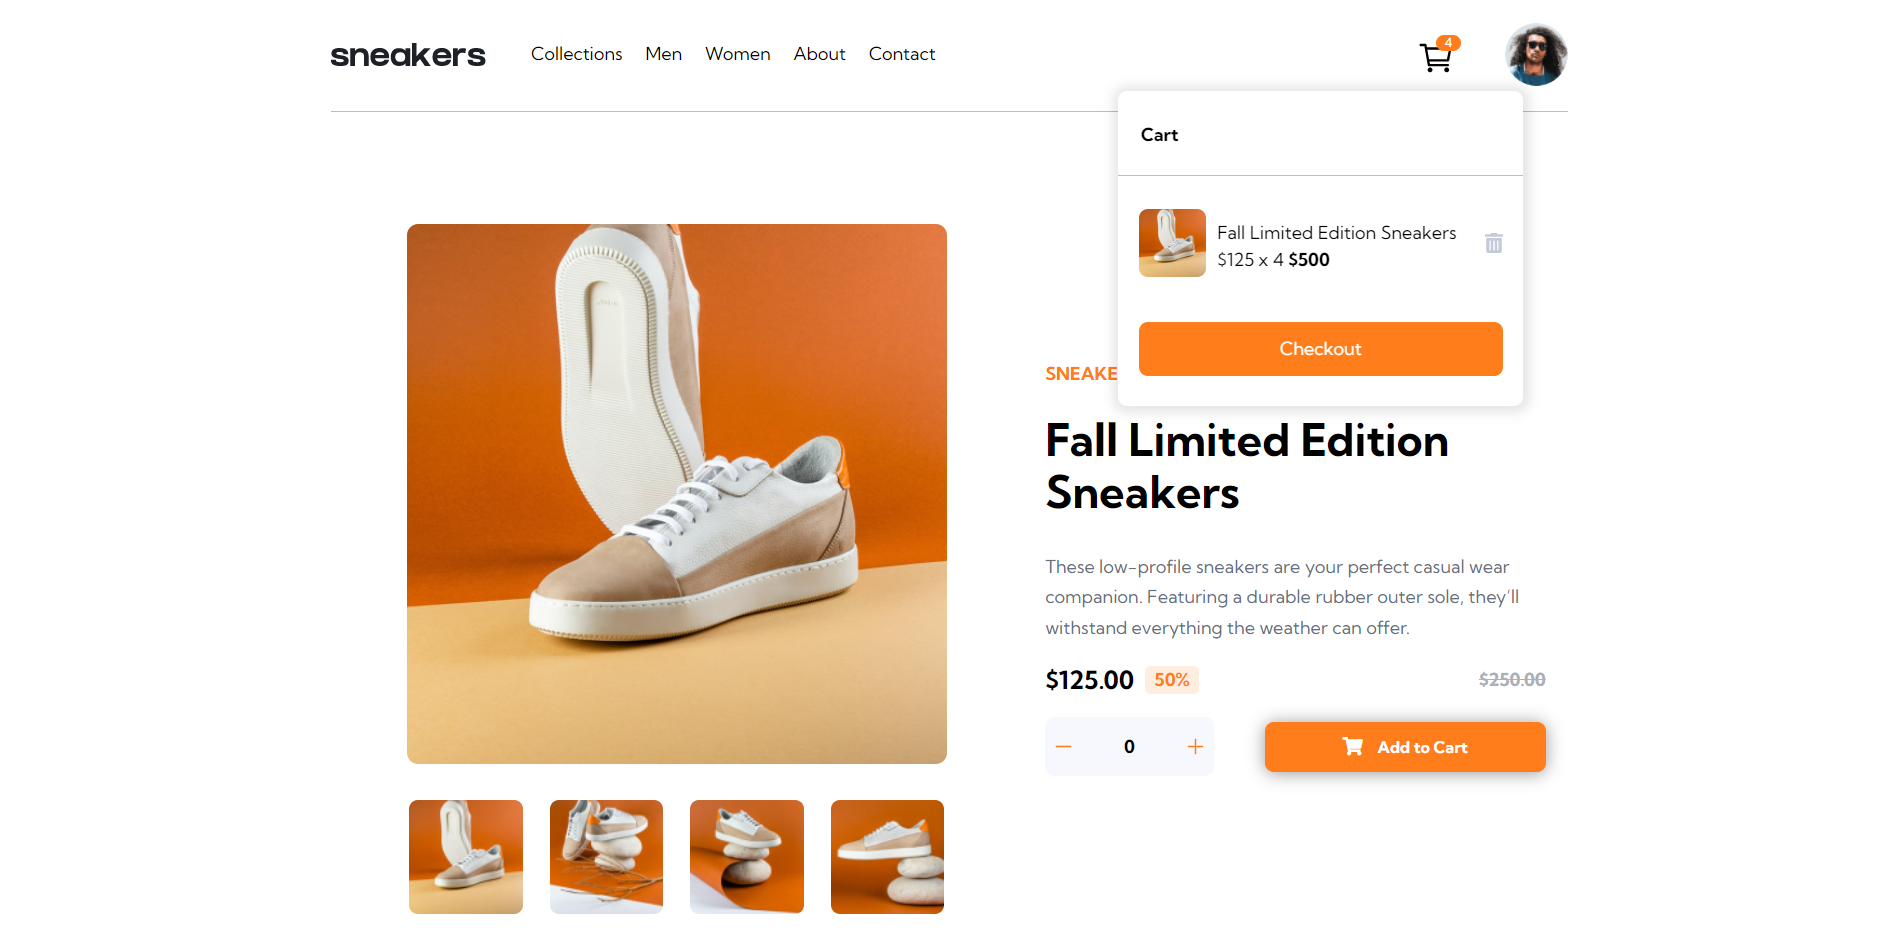 sneakers
Collections Men Women About Contact
4
Cart
Fall Limited Edition Sneakers
$125 x 4 $500
Checkout
SNEAKE
Fall Limited Edition
Sneakers
These low-profile sneakers are your perfect casual wear
companion. Featuring a durable rubber outer sole, they’ll
withstand everything the weather can offer.
$125.00 50% $250.00
0
Add to Cart